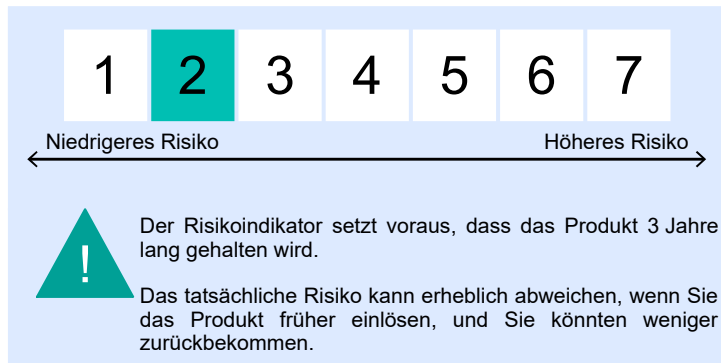 1 2 3 4 5 6 7
Niedrigeres Risiko Höheres Risiko
!
Der Risikoindikator setzt voraus, dass das Produkt 3 Jahre
lang gehalten wird.
Das tatsächliche Risiko kann erheblich abweichen, wenn Sie
das Produkt früher einlösen, und Sie könnten weniger
zurückbekommen.